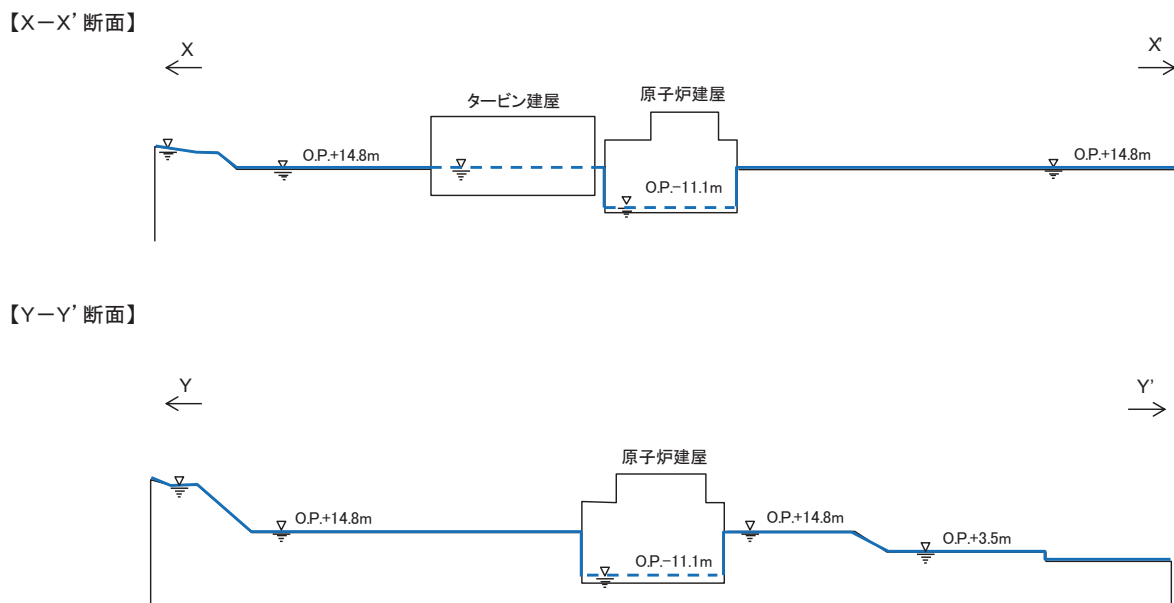 【X－X’断面】
X
X’
タービン建屋
原子炉建屋
O.P.+14.8m
O.P.+14.8m
O.P.−11.1m
【Y－Y’断面】
Y
Y'
原子炉建屋
O.P.+14.8m
O.P.+14.8m
O.P.+3.5m
O.P.−11.1m